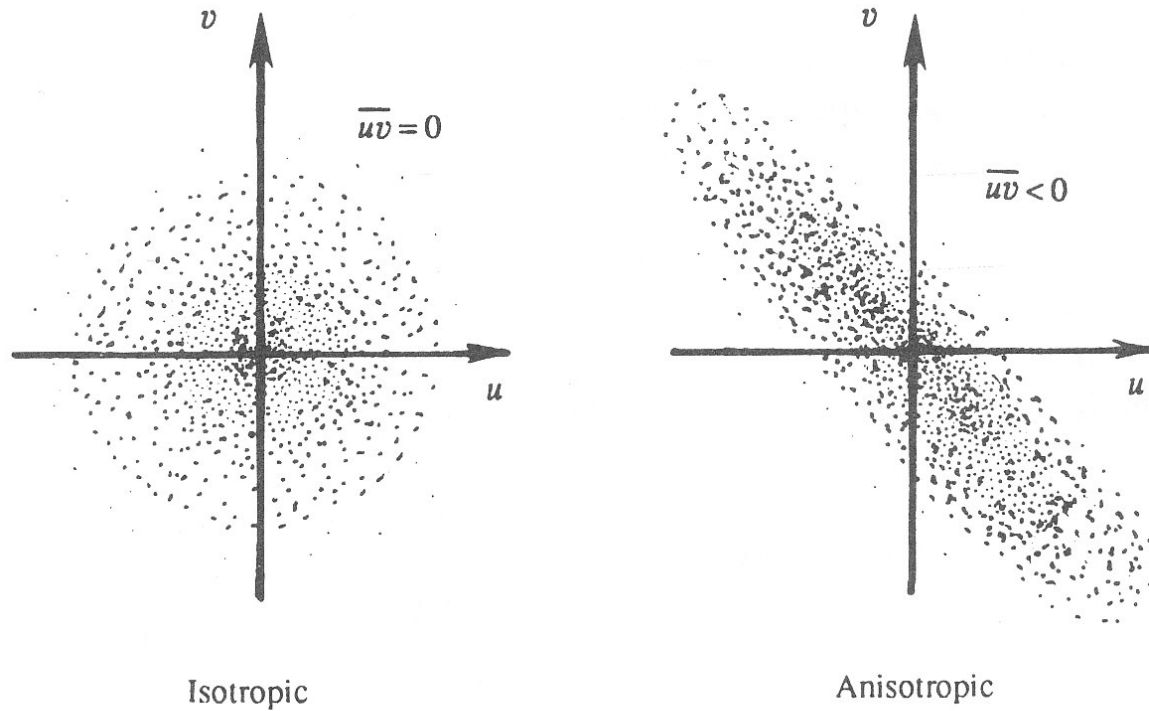 v
uv = 0
u
Isotropic
v
uv < 0
u
Anisotropic